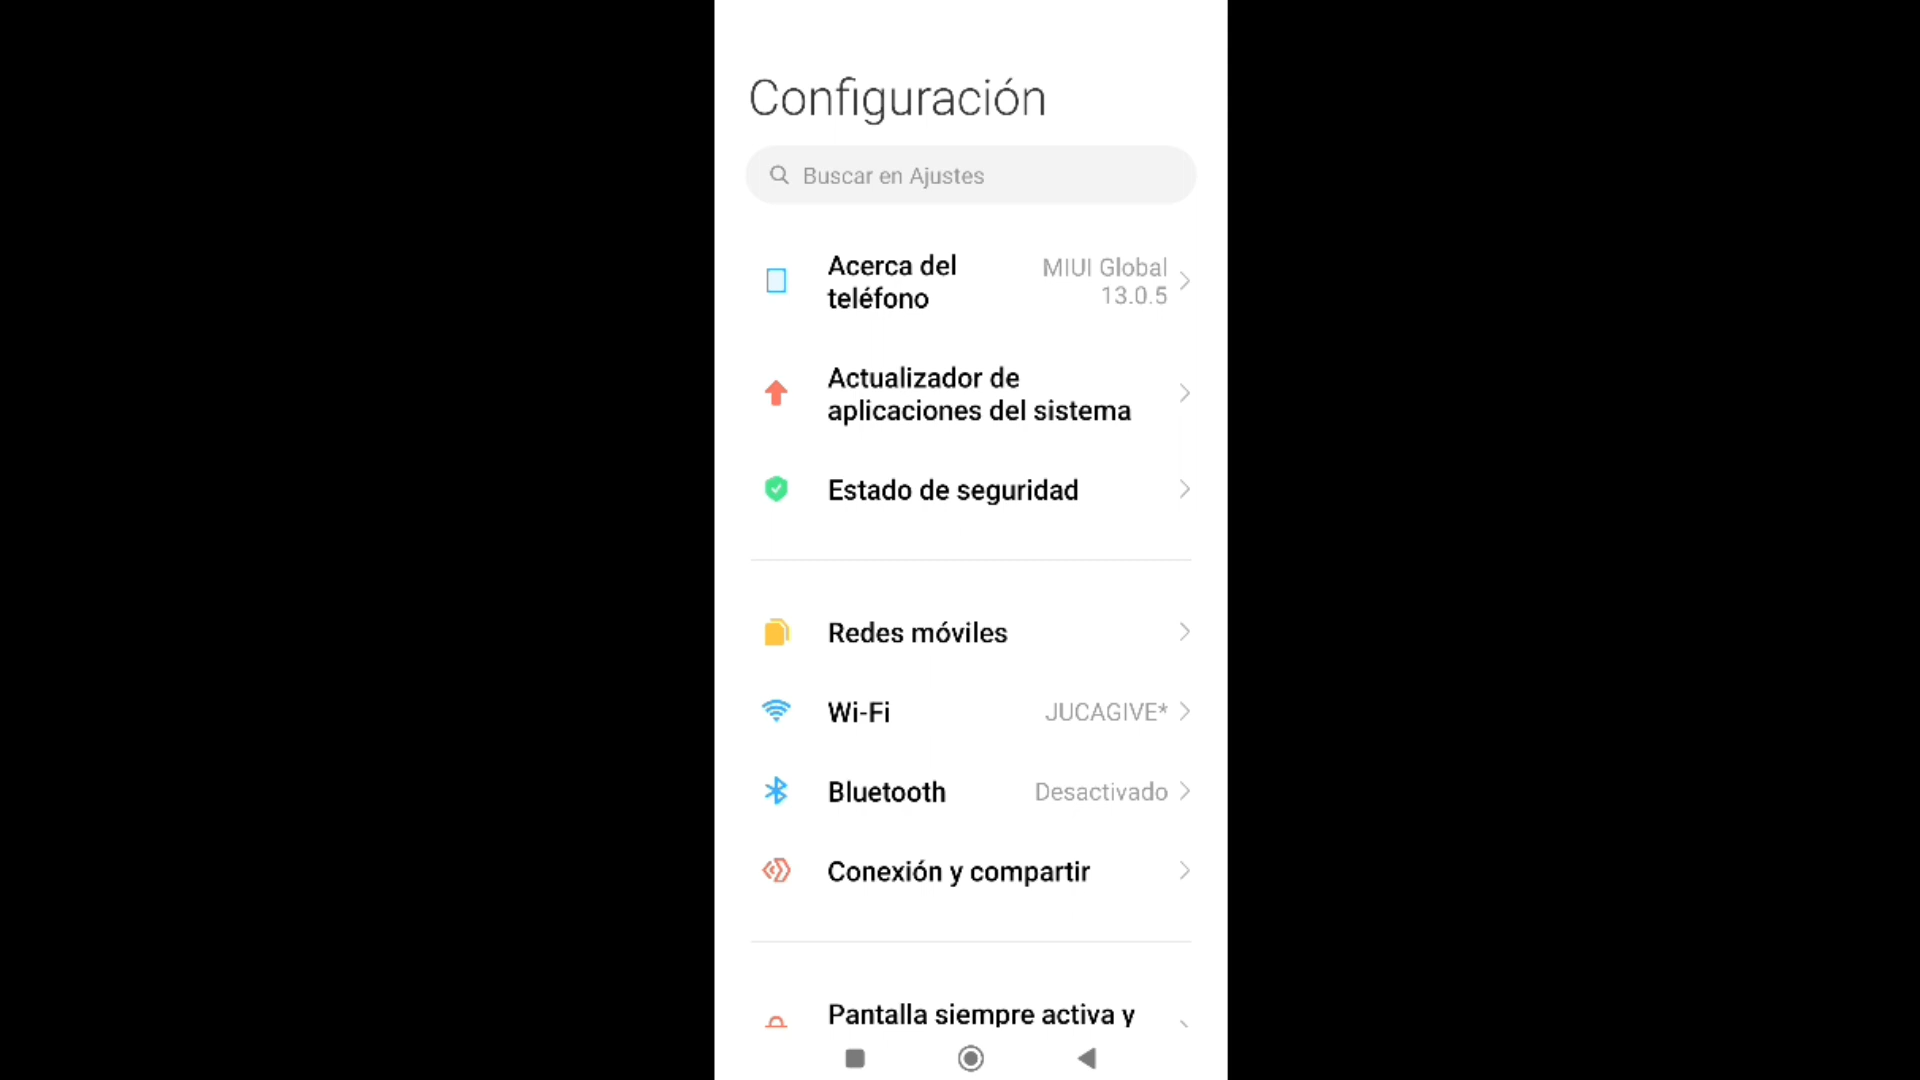 Configuración
Buscar en Ajustes
Acerca del
teléfono
MIUI Global
13.0.5
Actualizador de
aplicaciones del sistema
Estado de seguridad
Redes móviles
Wi-Fi
JUCAGIVE*
Bluetooth
Desactivado
Conexión y compartir
Pantalla siempre activa y